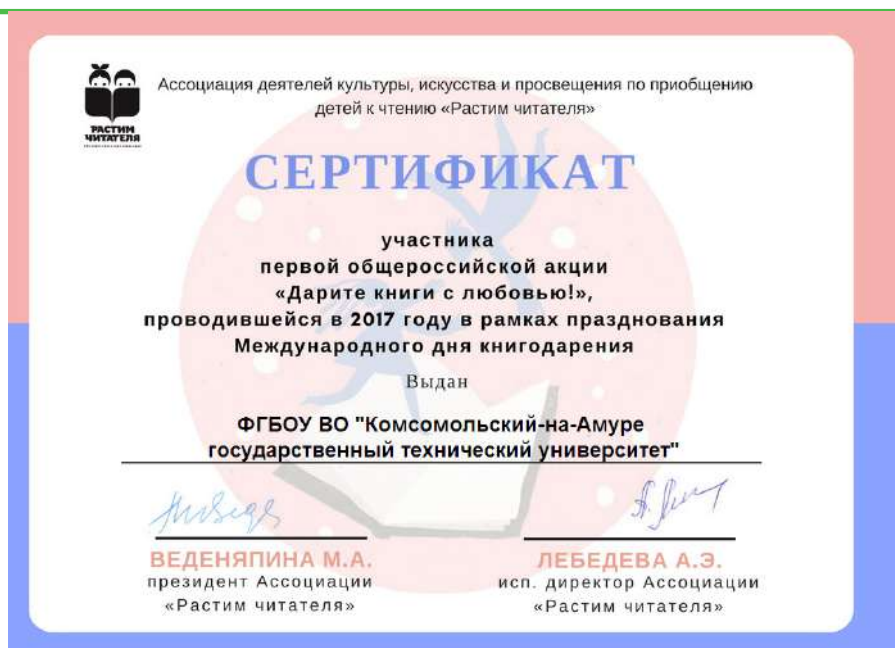 Ассоциация деятелей культуры, искусства и просвещения по приобщению
детей к чтению «Растим читателя»
РАСТИМ
ЧИТАТЕЛЯ
СЕРТИФИКАТ
участника
первой общероссийской акции
«Дарите книги с любовью!»,
проводившейся в 2017 году в рамках празднования
Международного дня книгодарения
Выдан
ФГБОУ ВО "Комсомольский-на-Амуре
государственный технический университет"
ВЕДЕНЯПИНА М.А.
президент Ассоциации
«Растим читателя»
ЛЕБЕДЕВА А.Э.
исп. директор Ассоциации
«Растим читателя»